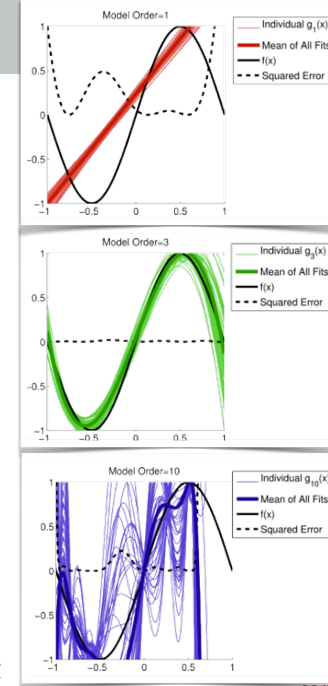 Model Order=1
Individual g1(x)
Mean of All Fits
f(x)
Squared Error
1
0.5
0
−0.5
−1
−1 −0.5 0 0.5 1
Model Order=3
Individual g3(x)
Mean of All Fits
f(x)
Squared Error
1
0.5
0
−0.5
−1 −0.5 0 0.5 1
Model Order=10
Individual g10(x)
Mean of All Fits
f(x)
Squared Error
1
0.5
0
−0.5
−1
−1 −0.5 0 0.5 1